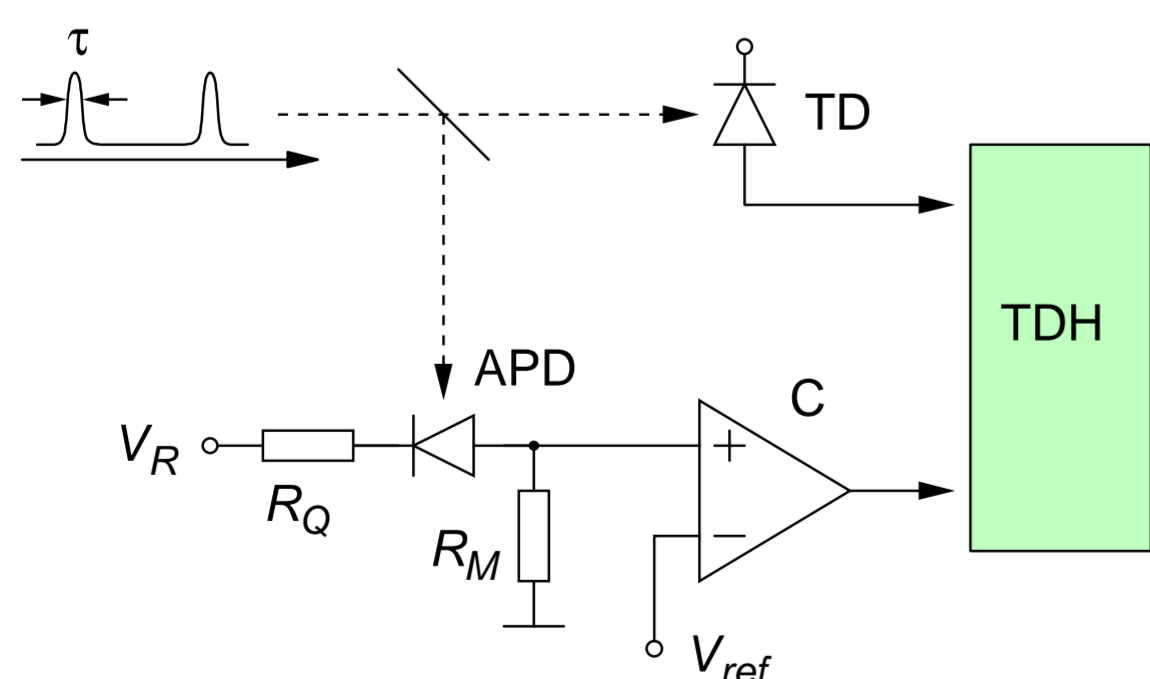 τ
TD
TDH
APD
C
V_R
R_Q
R_M
+
−
V_ref